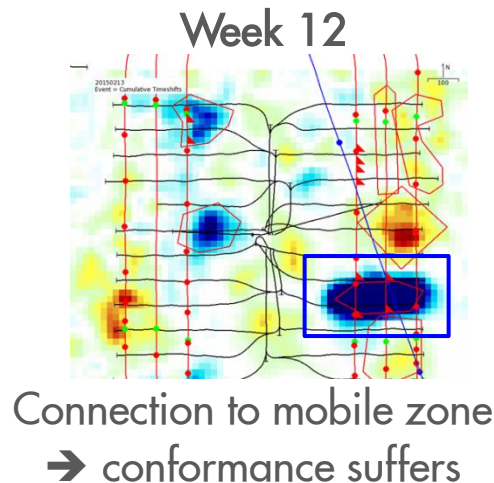 Week 12
20150213
Event = Cumulative Timeshifts
N
100
Connection to mobile zone
➔ conformance suffers